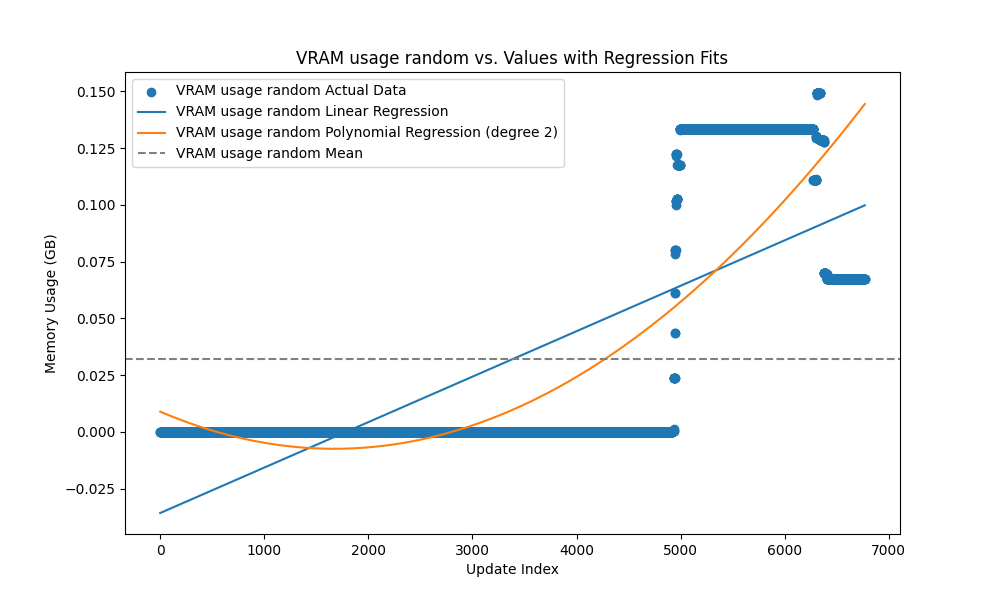 VRAM usage random vs. Values with Regression Fits
VRAM usage random Actual Data
VRAM usage random Linear Regression
VRAM usage random Polynomial Regression (degree 2)
VRAM usage random Mean
Memory Usage (GB)
0.150
0.125
0.100
0.075
0.050
0.025
0.000
−0.025
0 1000 2000 3000 4000 5000 6000 7000
Update Index